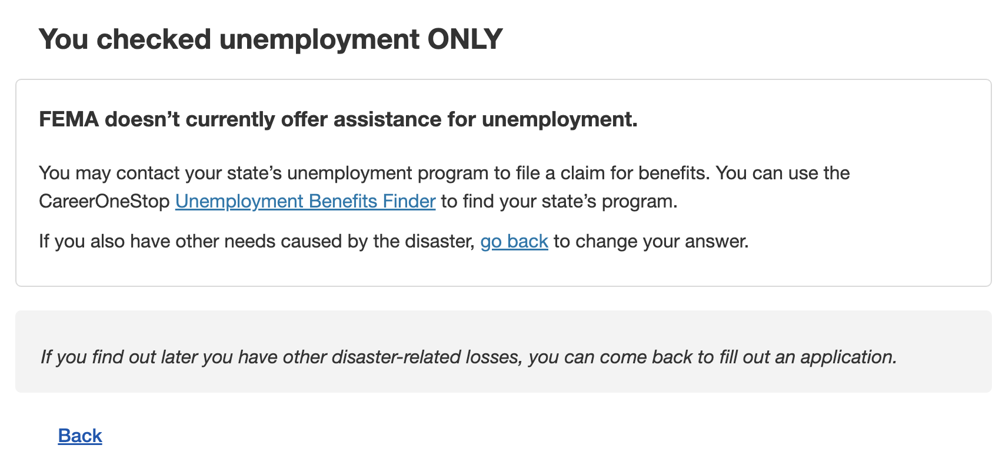 You checked unemployment ONLY
FEMA doesn’t currently offer assistance for unemployment.
You may contact your state’s unemployment program to file a claim for benefits. You can use the
CareerOneStop Unemployment Benefits Finder to find your state’s program.
If you also have other needs caused by the disaster, go back to change your answer.
If you find out later you have other disaster-related losses, you can come back to fill out an application.
Back